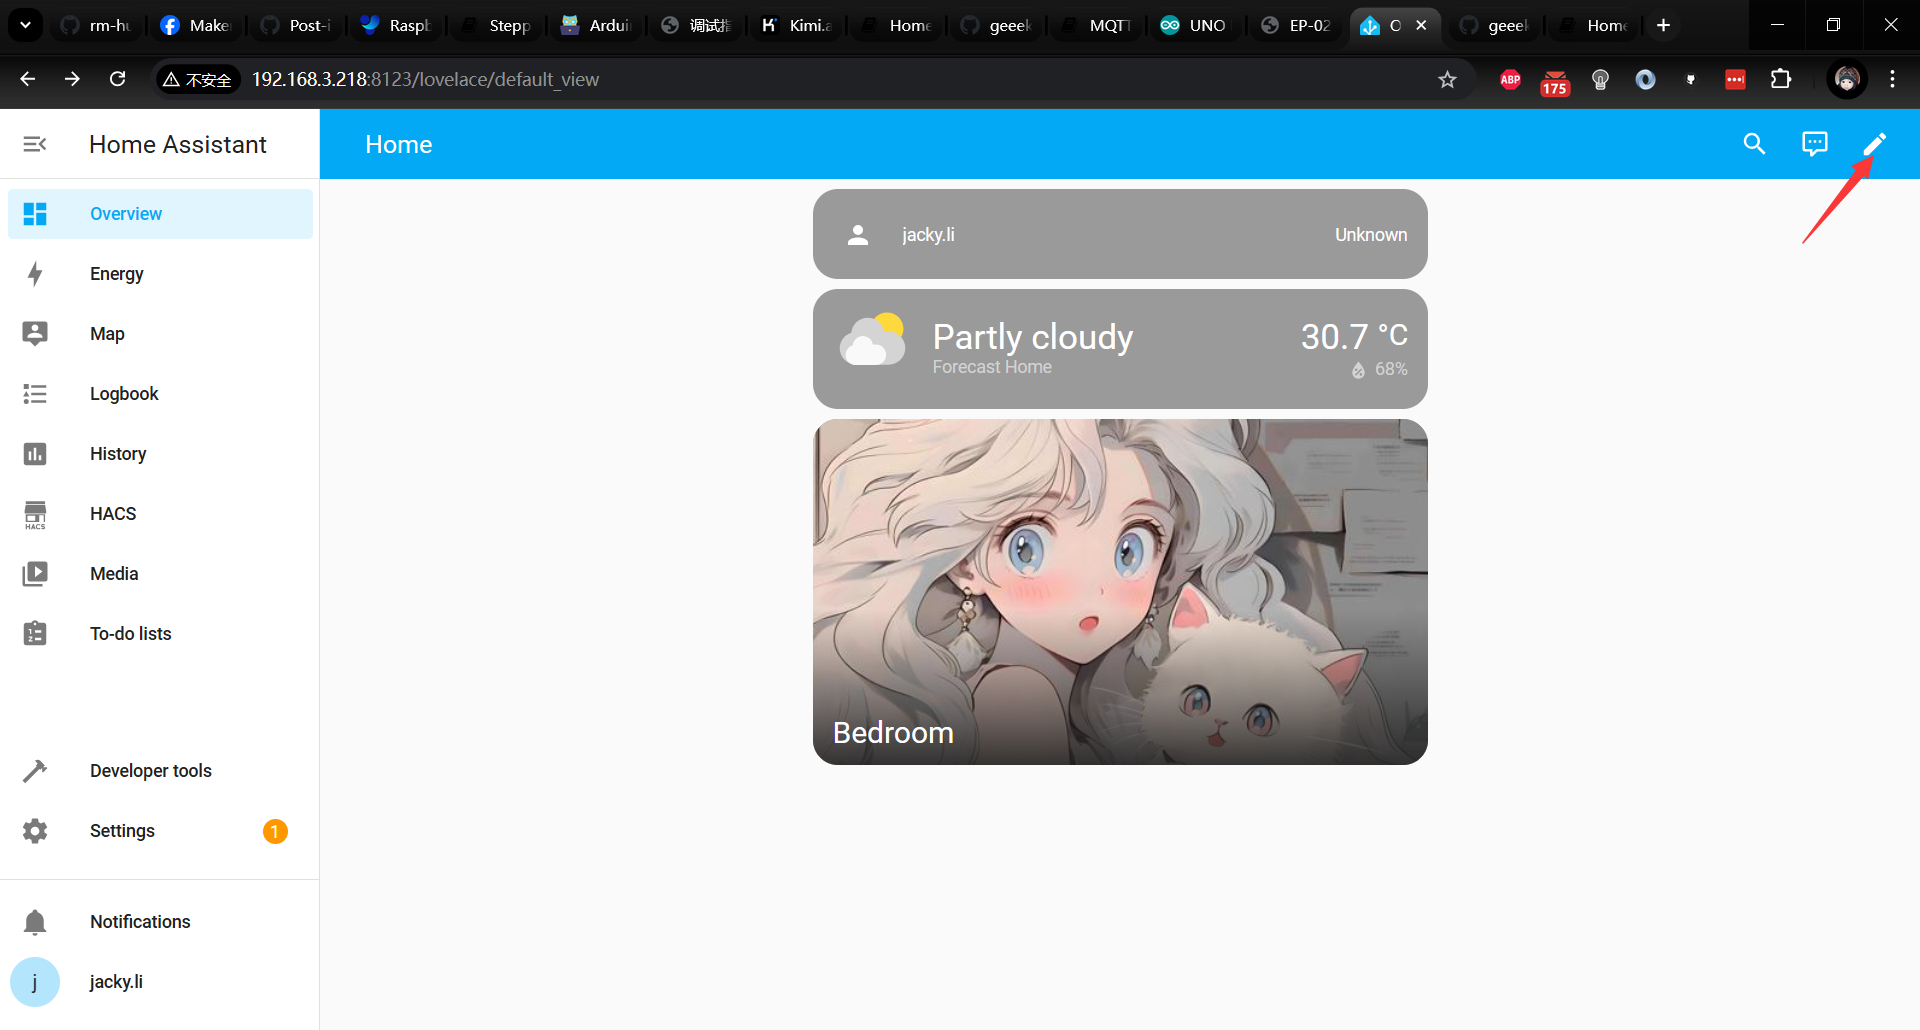 rm-hu
Make
Post-i
Raspb
Stepp
Ardui
调试
Kimi.a
Home
geeek
MQTT
UNO
EP-02
O
geeek
Home
不安全
192.168.3.218:8123/lovelace/default_view
ABP
175
Home Assistant
Home
Overview
jacky.li
Unknown
Energy
Map
Partly cloudy
30.7 °C
Forecast Home
68%
Logbook
History
HACS
HACS
Media
To-do lists
Bedroom
Developer tools
Settings
1
Notifications
j
jacky.li